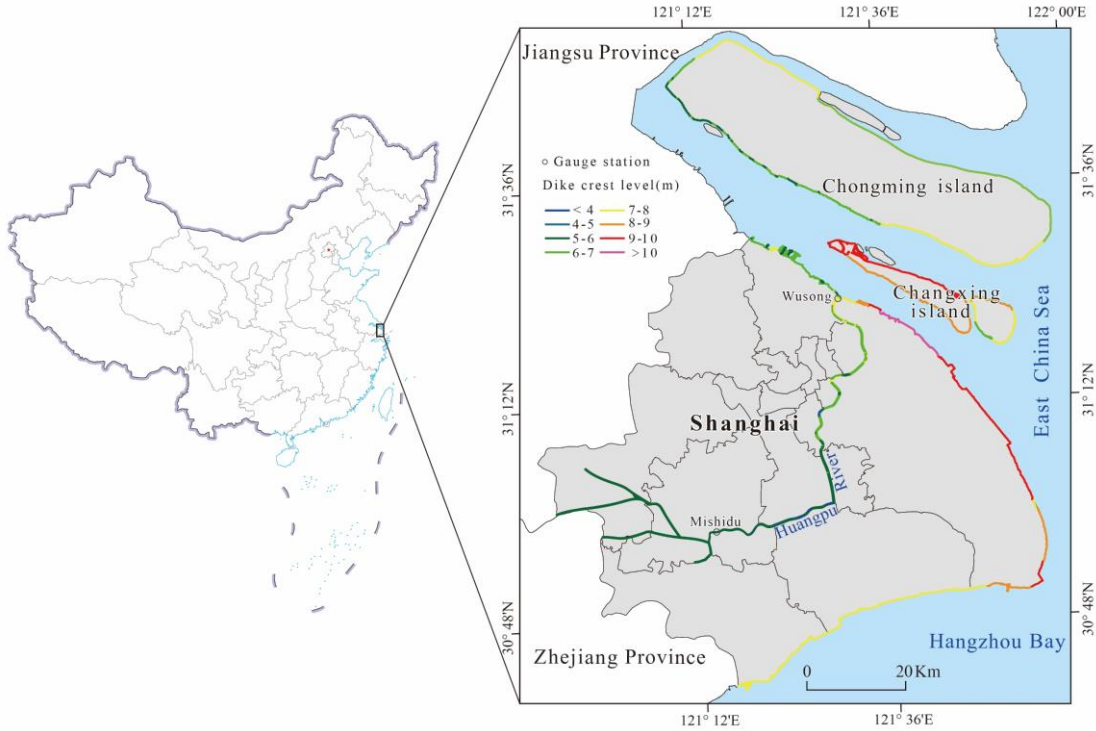 121° 12′E
121° 36′E
122° 00′E
Jiangsu Province
Gauge station
Dike crest level(m)
< 4
7-8
4-5
8-9
5-6
9-10
6-7
>10
31° 36′N
31° 36′N
Chongming island
Wusong
Changxing
island
East China Sea
31° 12′N
31° 12′N
Shanghai
River
Huangpu
Mishidu
30° 48′N
30° 48′N
Hangzhou Bay
Zhejiang Province
0
20 Km
121° 12′E
121° 36′E